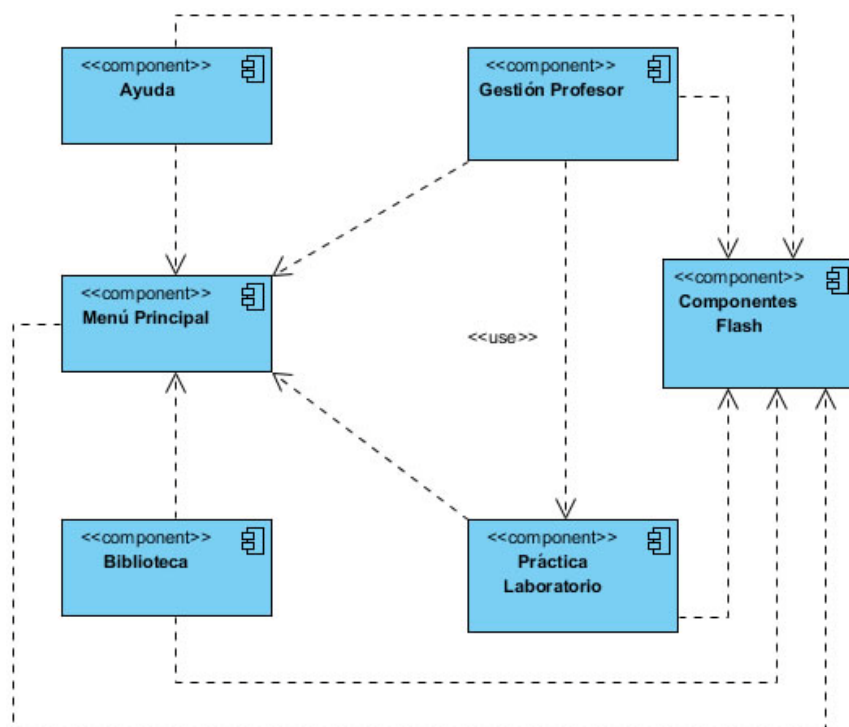 <<component>>
Ayuda
<<component>>
Gestión Profesor
<<component>>
Menú Principal
<<component>>
Componentes
Flash
<<use>>
<<component>>
Biblioteca
<<component>>
Práctica
Laboratorio